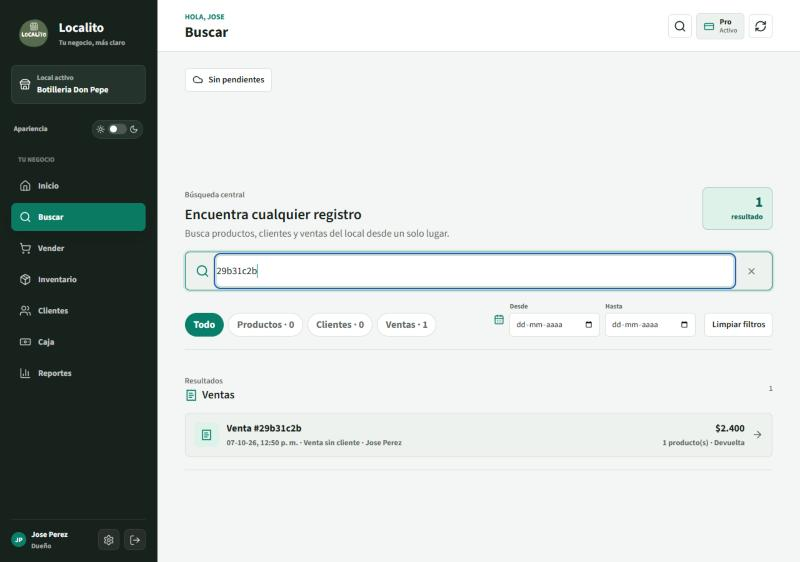 LOCALITO
Localito
Tu negocio, más claro
Local activo
Botilleria Don Pepe
Apariencia
TU NEGOCIO
Inicio
Buscar
Vender
Inventario
Clientes
Caja
Reportes
JP
Jose Perez
Dueño
HOLA, JOSE
Buscar
Pro
Activo
Sin pendientes
Búsqueda central
Encuentra cualquier registro
Busca productos, clientes y ventas del local desde un solo lugar.
1
resultado
29b31c2b
Todo
Productos · 0
Clientes · 0
Ventas · 1
Desde
dd-mm-aaaa
Hasta
dd-mm-aaaa
Limpiar filtros
Resultados
Ventas
1
Venta #29b31c2b
$2.400
07-10-26, 12:50 p. m. · Venta sin cliente · Jose Perez
1 producto(s) · Devuelta